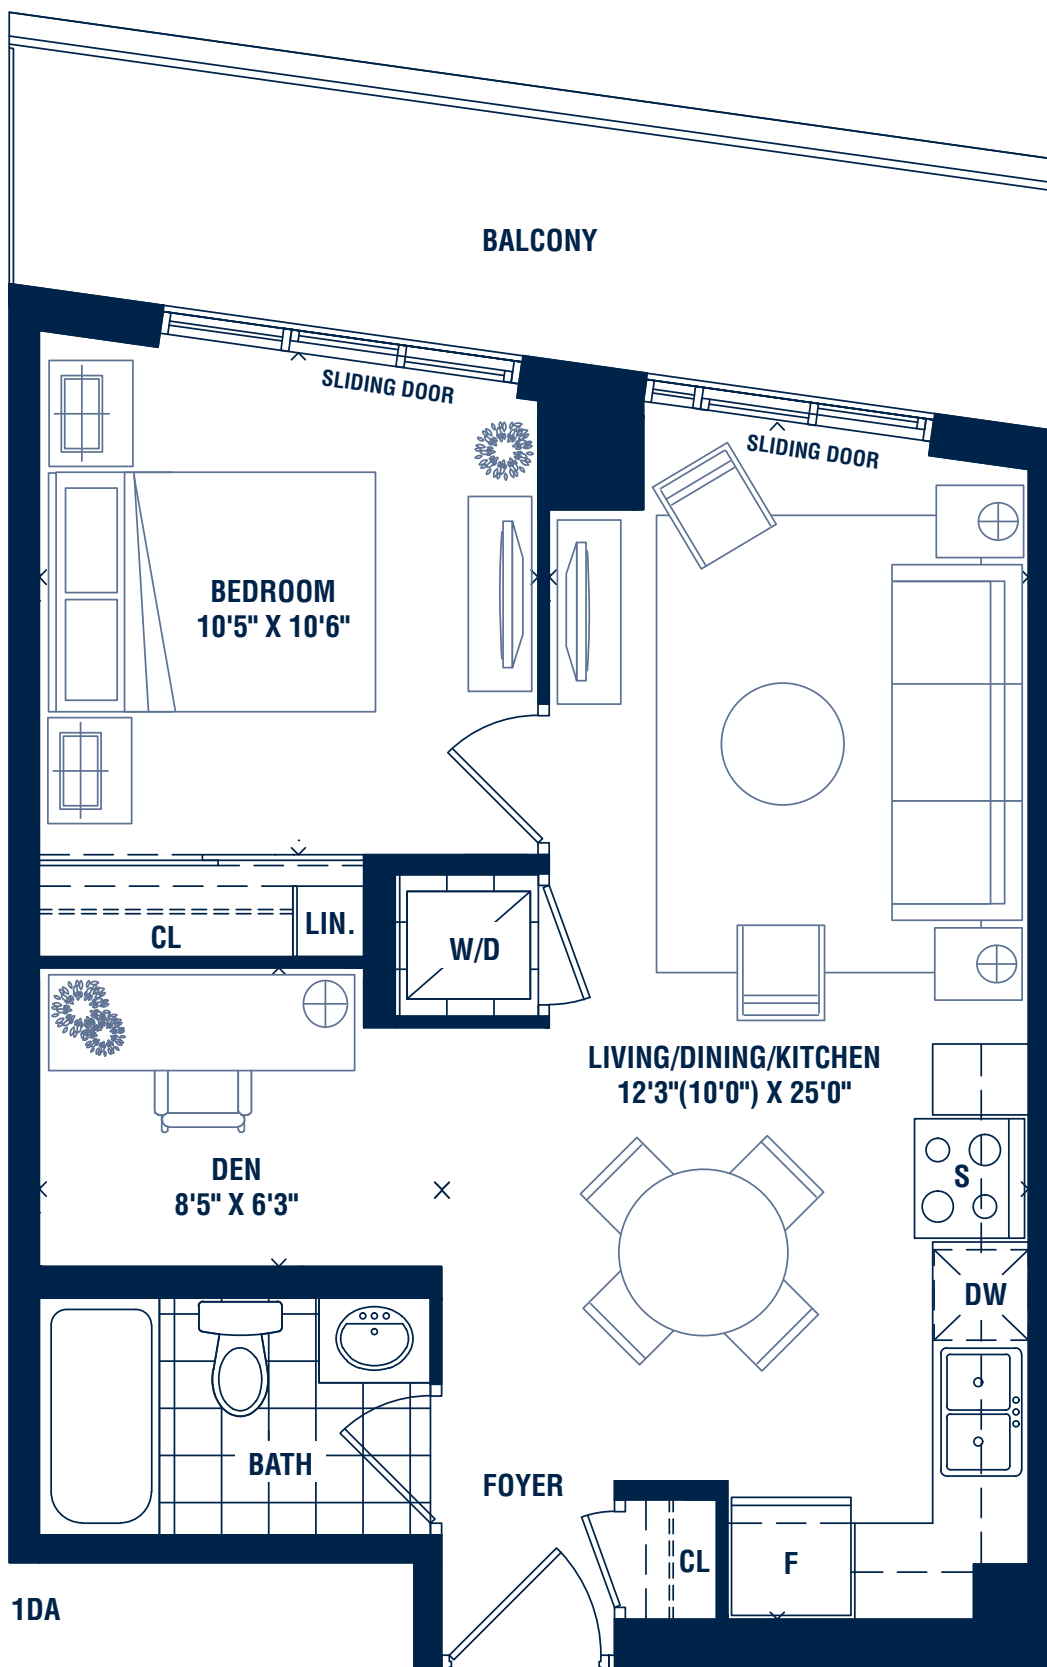 BALCONY
SLIDING DOOR
SLIDING DOOR
BEDROOM
10'5" X 10'6"
CL
LIN.
W/D
LIVING/DINING/KITCHEN
12'3"(10'0") X 25'0"
DEN
8'5" X 6'3"
S
DW
BATH
FOYER
CL
F
1DA